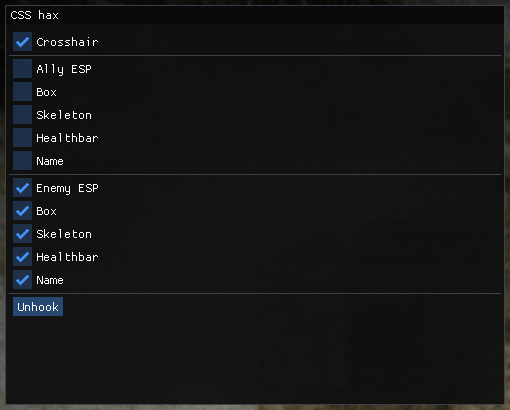 CSS hax
Crosshair
Ally ESP
Box
Skeleton
Healthbar
Name
Enemy ESP
Box
Skeleton
Healthbar
Name
Unhook